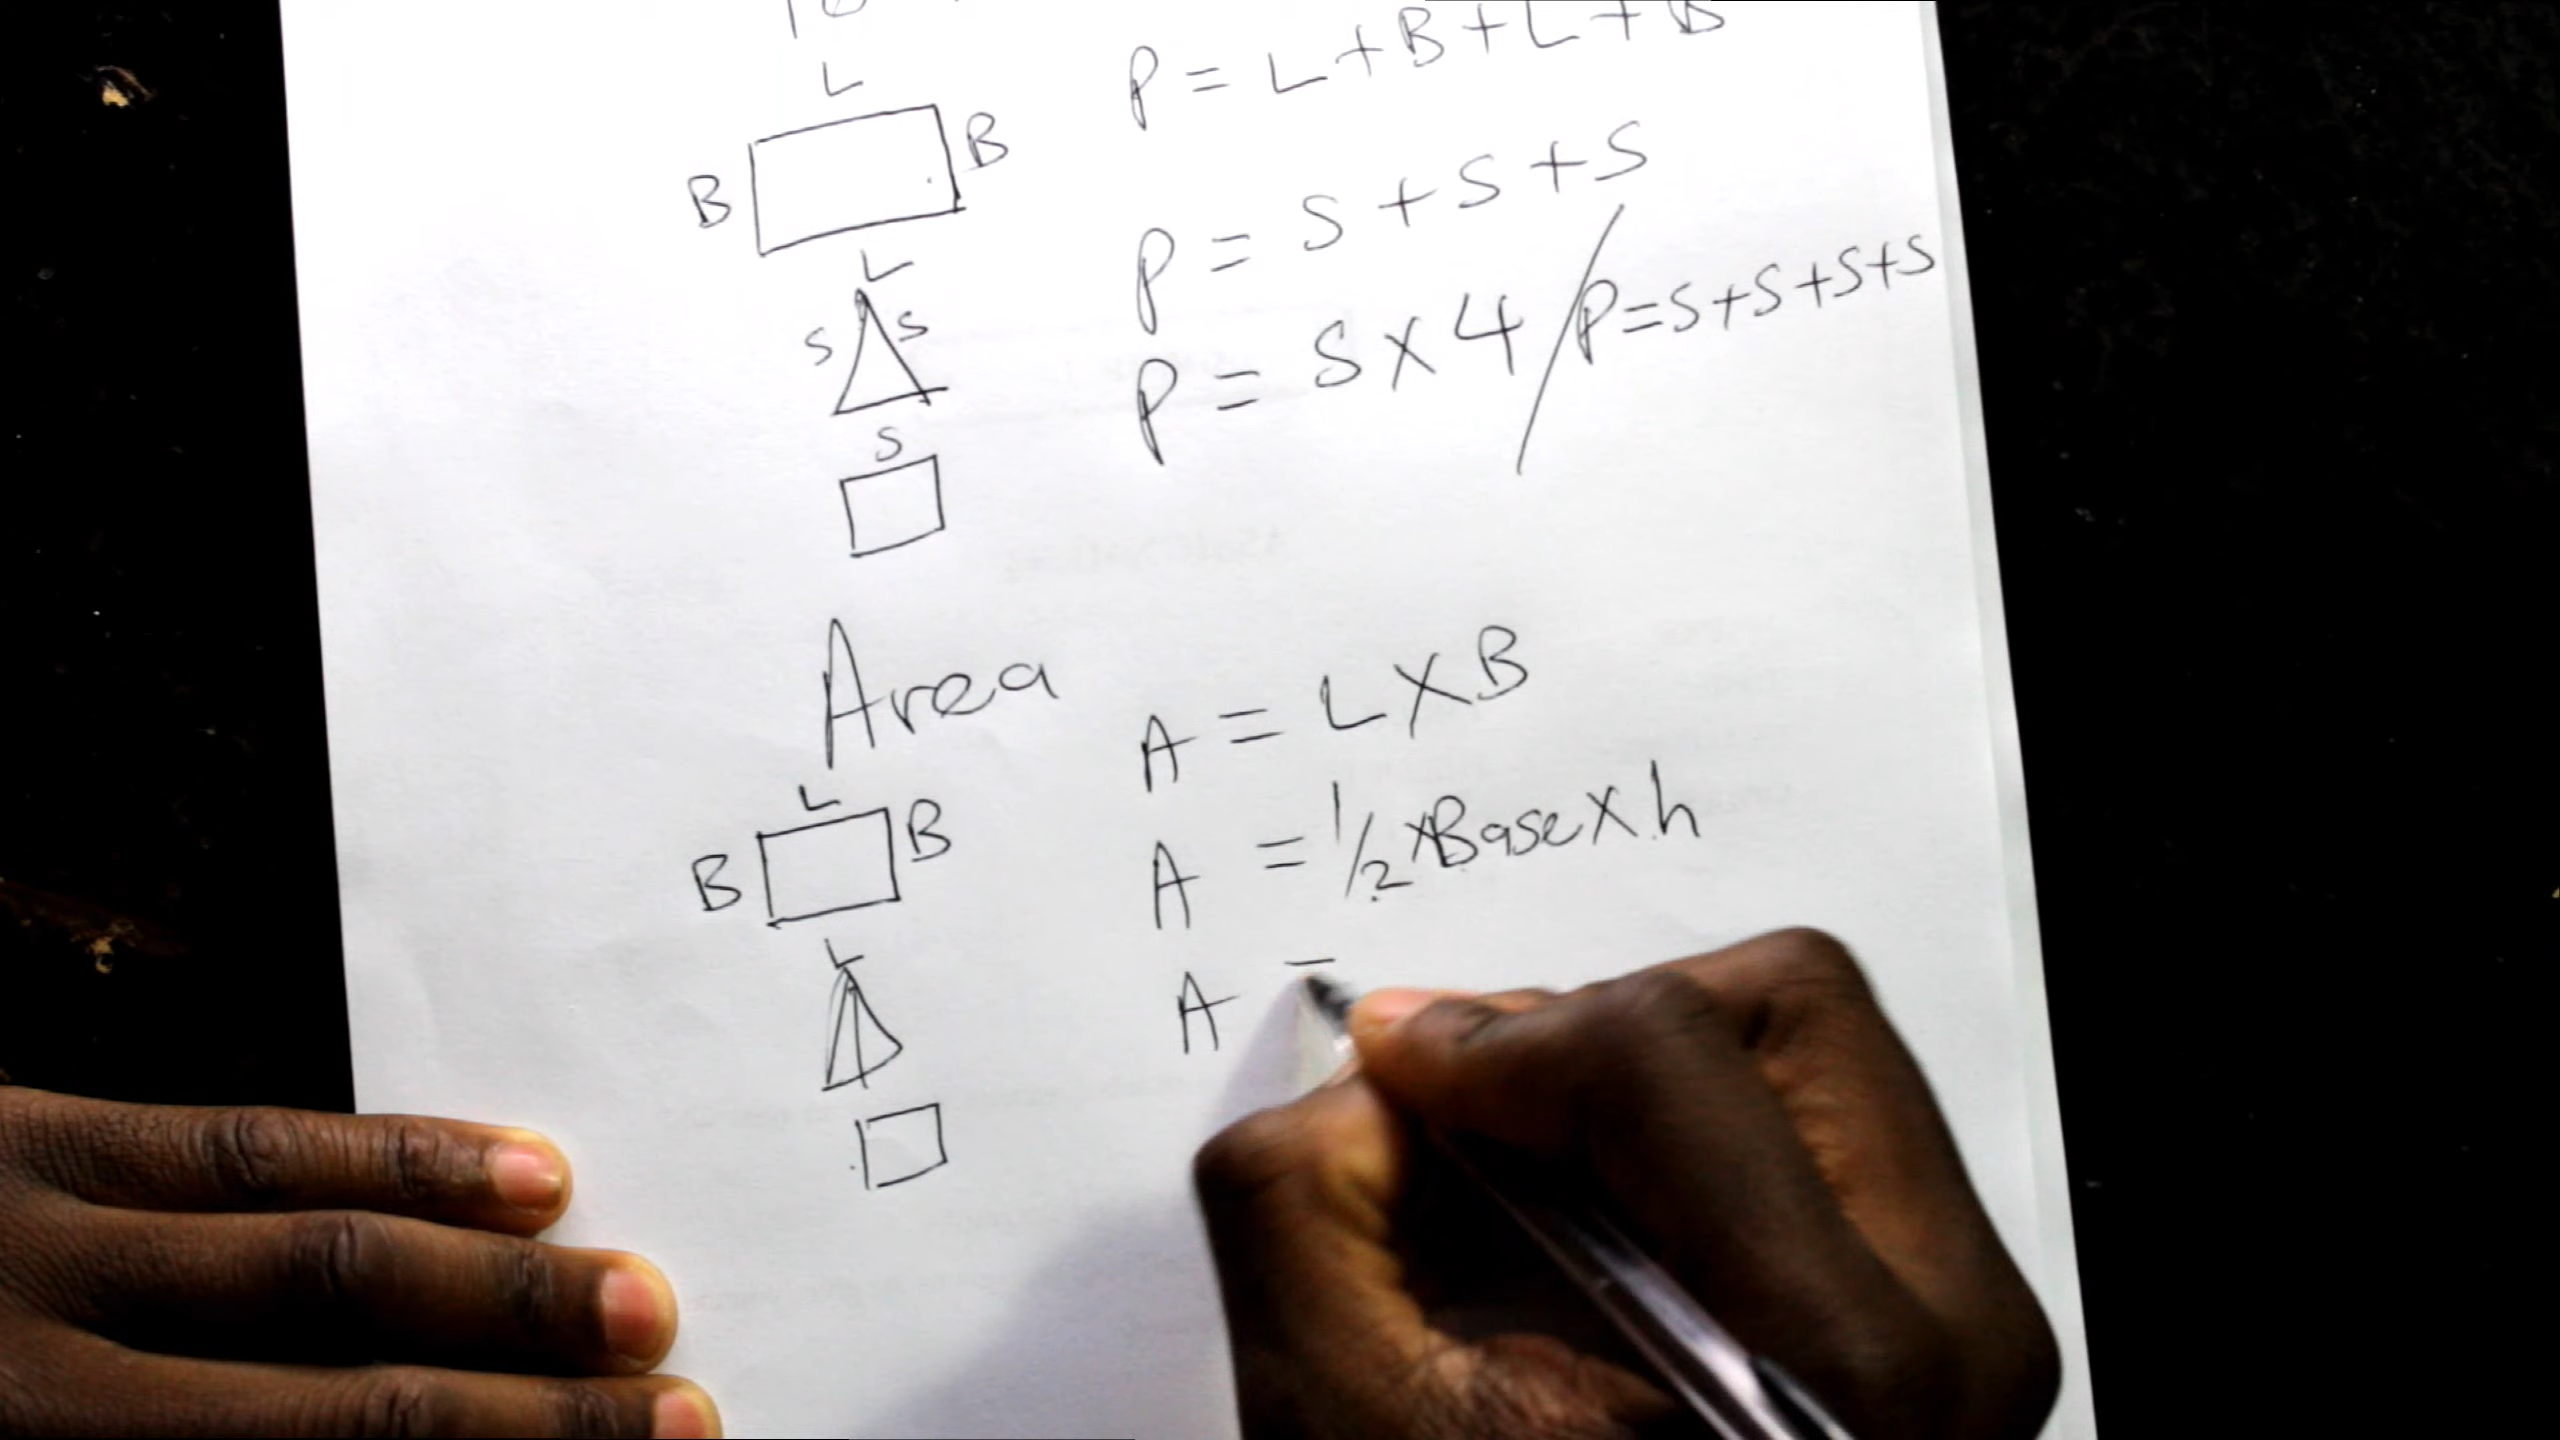 L
P = L + B + L + B
B
B
L
P = S + S + S
S
S
P = S × 4 / P = S + S + S + S
S
Area
A = L × B
L
B
B
A = 1/2 × Base × h
L
A =